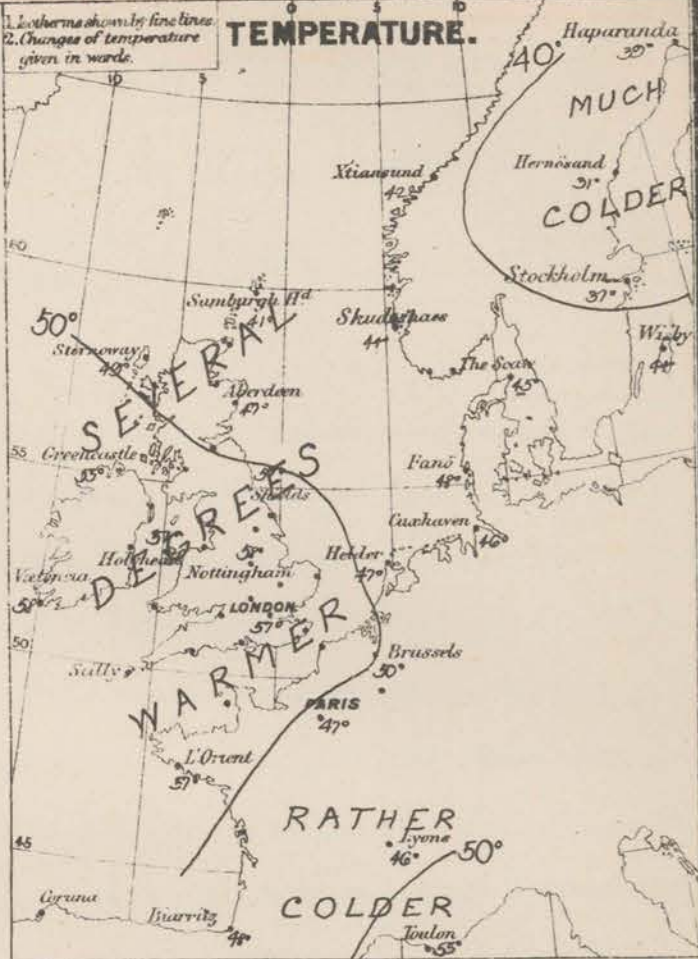 1. Isotherms shown by fine lines.
2. Changes of temperature
given in words.
TEMPERATURE.
0
5
10
10
5
40°
Haparanda
39°
MUCH
Xtiansund
42°
Hernösand
31°
COLDER
60
Stockholm
37°
Sumburgh Hd
41°
50°
Skudesnaes
44°
Wisby
44°
Stornoway
49°
SEVERAL
The Scaw
45°
Aberdeen
47°
55
Greencastle
55°
Fanö
48°
Shields
DEGREES
Cuxhaven
46°
Holyhead
Helder
47°
Nottingham
Valencia
LONDON
57°
50
Brussels
50°
Scilly
WARMER
PARIS
47°
L'Orient
57°
RATHER
Lyons
46°
50°
45
Coruna
Biarritz
48°
COLDER
Toulon
55°